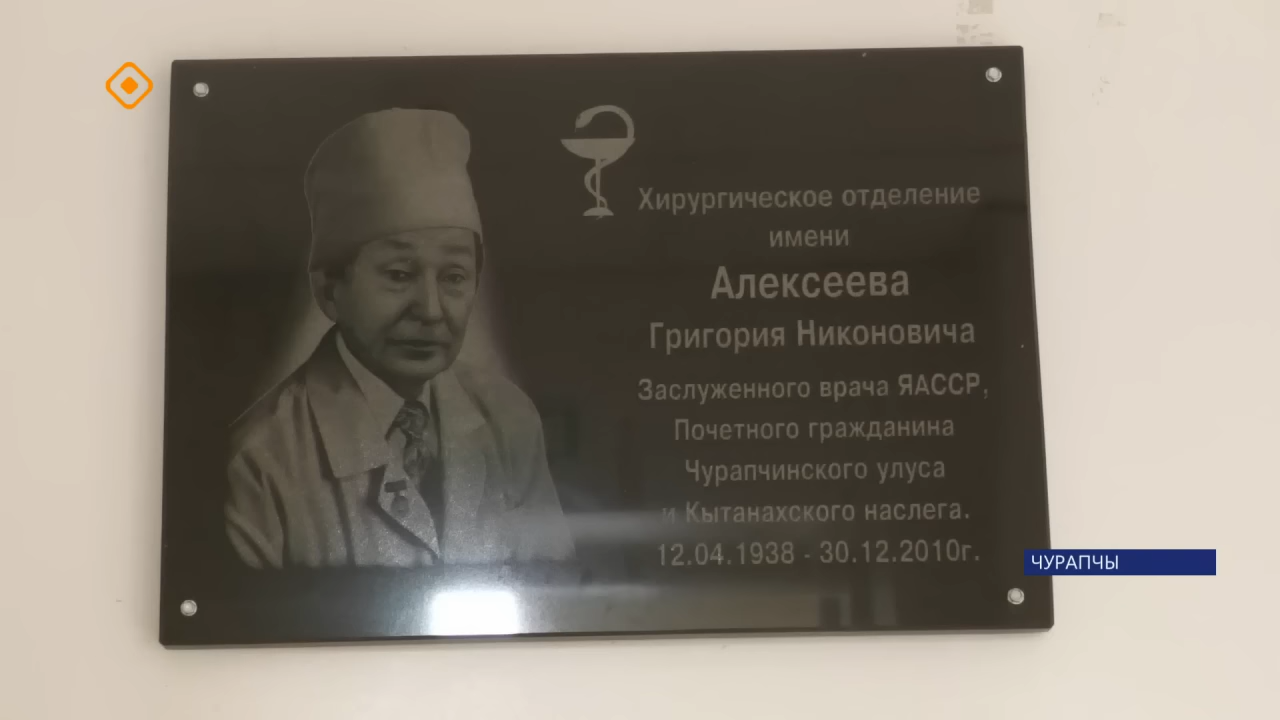 Хирургическое отделение
имени
Алексеева
Григория Никоновича
Заслуженного врача ЯАССР,
Почетного гражданина
Чурапчинского улуса
и Кытанахского наслега.
12.04.1938 - 30.12.2010г.
ЧУРАПЧЫ